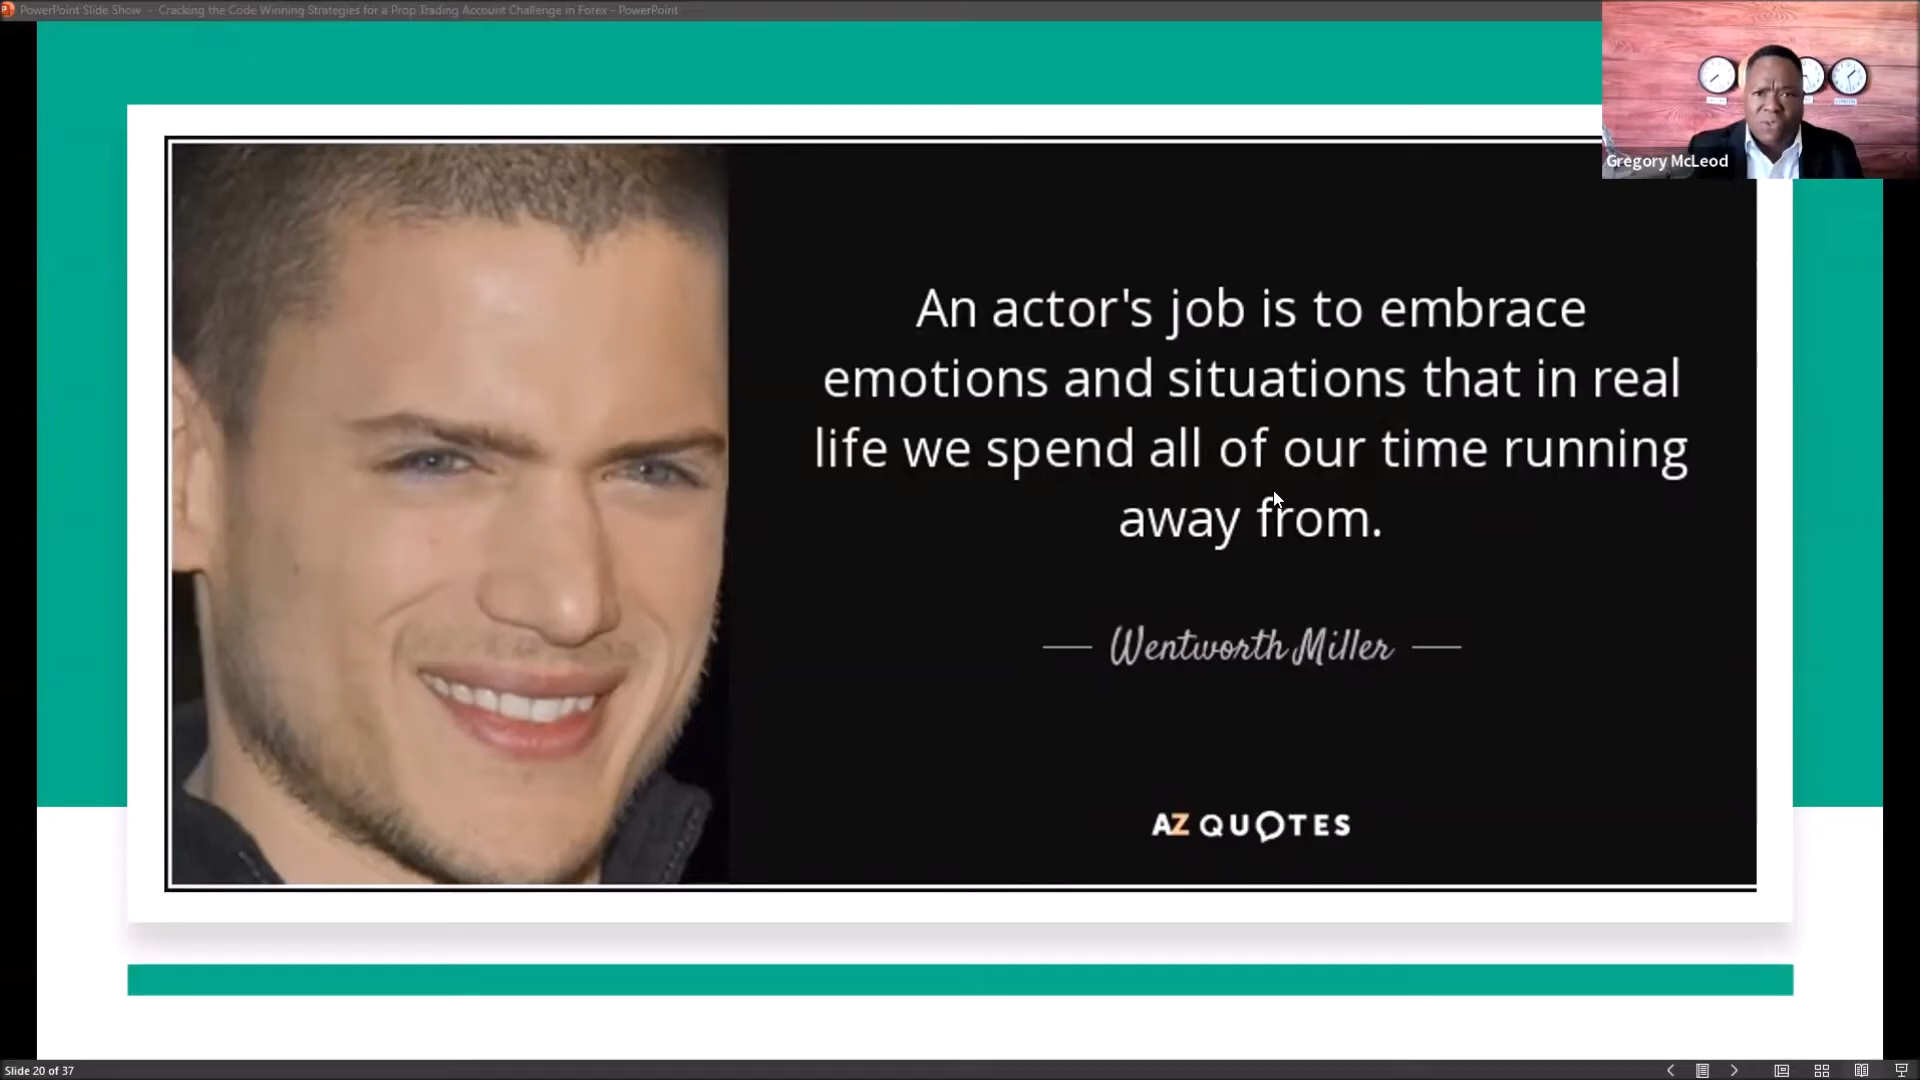 PowerPoint Slide Show - Cracking the Code Winning Strategies for a Prop Trading Account Challenge in Forex - PowerPoint
Gregory McLeod
An actor's job is to embrace
emotions and situations that in real
life we spend all of our time running
away from.
Wentworth Miller
AZ QUOTES
Slide 20 of 37